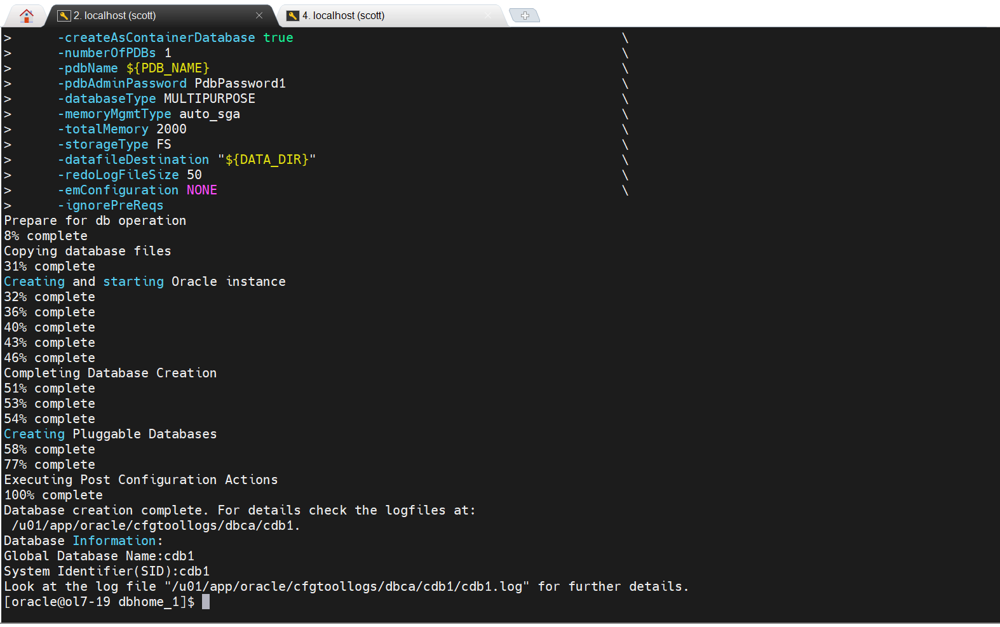 2. localhost (scott)
4. localhost (scott)
> -createAsContainerDatabase true \
> -numberOfPDBs 1 \
> -pdbName ${PDB_NAME} \
> -pdbAdminPassword PdbPassword1 \
> -databaseType MULTIPURPOSE \
> -memoryMgmtType auto_sga \
> -totalMemory 2000 \
> -storageType FS \
> -datafileDestination "${DATA_DIR}" \
> -redoLogFileSize 50 \
> -emConfiguration NONE \
> -ignorePreReqs
Prepare for db operation
8% complete
Copying database files
31% complete
Creating and starting Oracle instance
32% complete
36% complete
40% complete
43% complete
46% complete
Completing Database Creation
51% complete
53% complete
54% complete
Creating Pluggable Databases
58% complete
77% complete
Executing Post Configuration Actions
100% complete
Database creation complete. For details check the logfiles at:
/u01/app/oracle/cfgtoollogs/dbca/cdb1.
Database Information:
Global Database Name:cdb1
System Identifier(SID):cdb1
Look at the log file "/u01/app/oracle/cfgtoollogs/dbca/cdb1/cdb1.log" for further details.
[oracle@ol7-19 dbhome_1]$